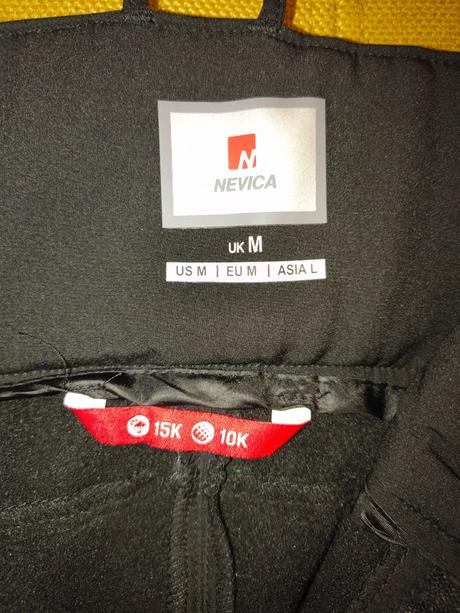 N
NEVICA
UK M
US M | EU M | ASIA L
15K 10K